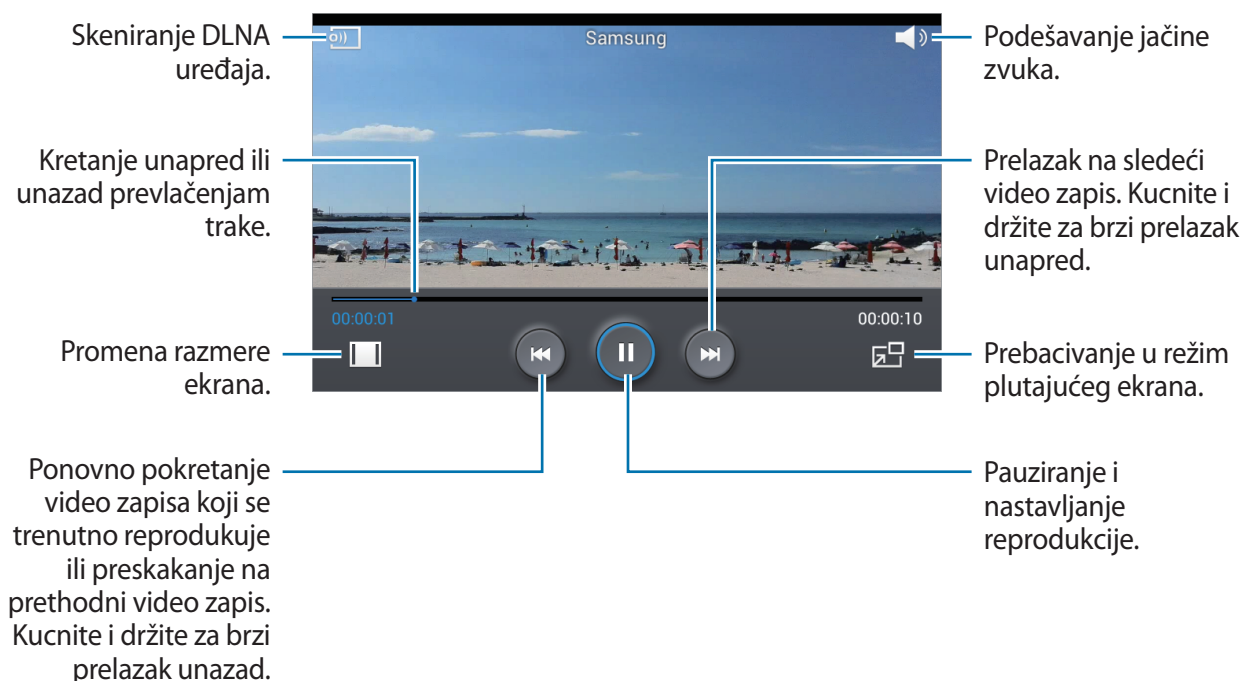 Skeniranje DLNA
uređaja.
Samsung
Podešavanje jačine
zvuka.
Kretanje unapred ili
unazad prevlačenjam
trake.
Prelazak na sledeći
video zapis. Kucnite i
držite za brzi prelazak
unapred.
00:00:01
00:00:10
Promena razmere
ekrana.
Prebacivanje u režim
plutajućeg ekrana.
Ponovno pokretanje
video zapisa koji se
trenutno reprodukuje
ili preskakanje na
prethodni video zapis.
Kucnite i držite za brzi
prelazak unazad.
Pauziranje i
nastavljanje
reprodukcije.